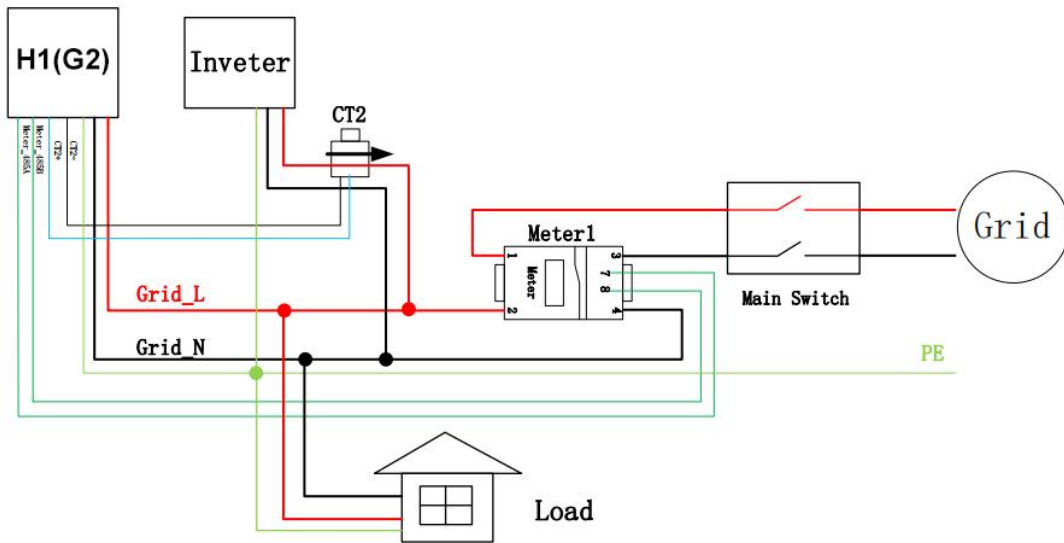 H1(G2)
Inveter
CT2
Meter_485A
Meter_485B
CT2+
CT2-
Grid
Meter1
1
2
Meter
3
7
8
4
Main Switch
Grid_L
Grid_N
PE
Load